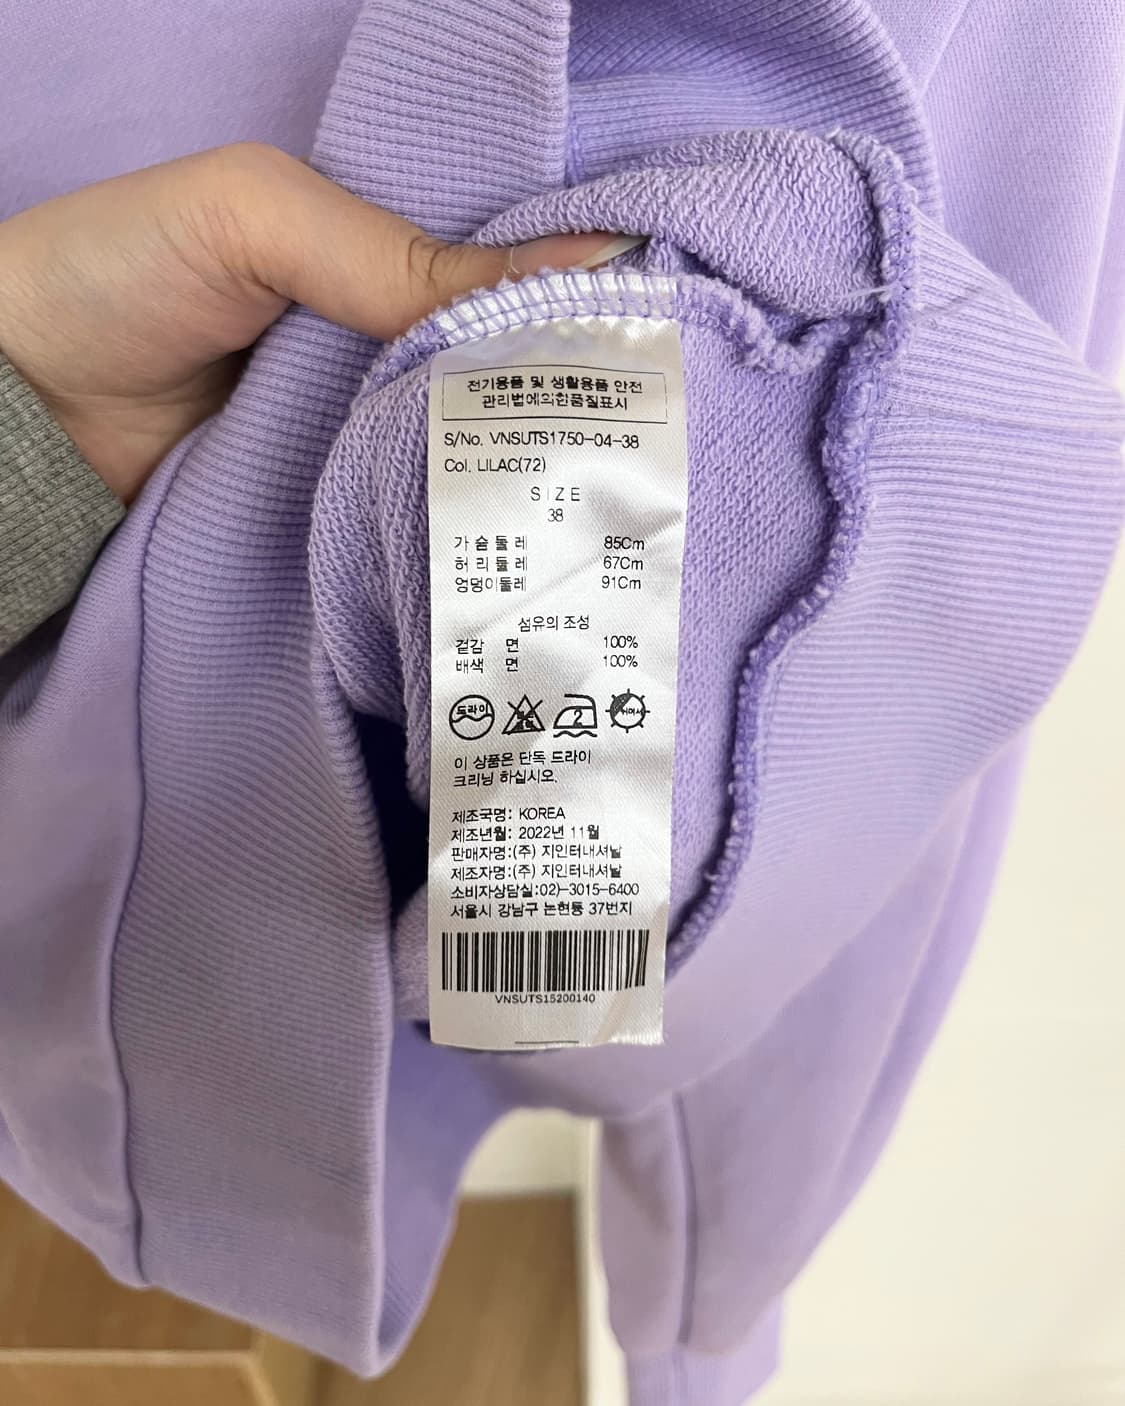 전기용품 및 생활용품 안전
관리법에의한품질표시
S/No. VNSUTS1750-04-38
Col. LILAC(72)
SIZE
38
가슴둘레 85Cm
허리둘레 67Cm
엉덩이둘레 91Cm
섬유의 조성
겉감 면 100%
배색 면 100%
드라이 2
이 상품은 단독 드라이
크리닝 하십시오.
제조국명: KOREA
제조년월: 2022년 11월
판매자명:(주) 지인터내셔날
제조자명:(주) 지인터내셔날
소비자상담실:02)-3015-6400
서울시 강남구 논현동 37번지
VNSUTS15200140